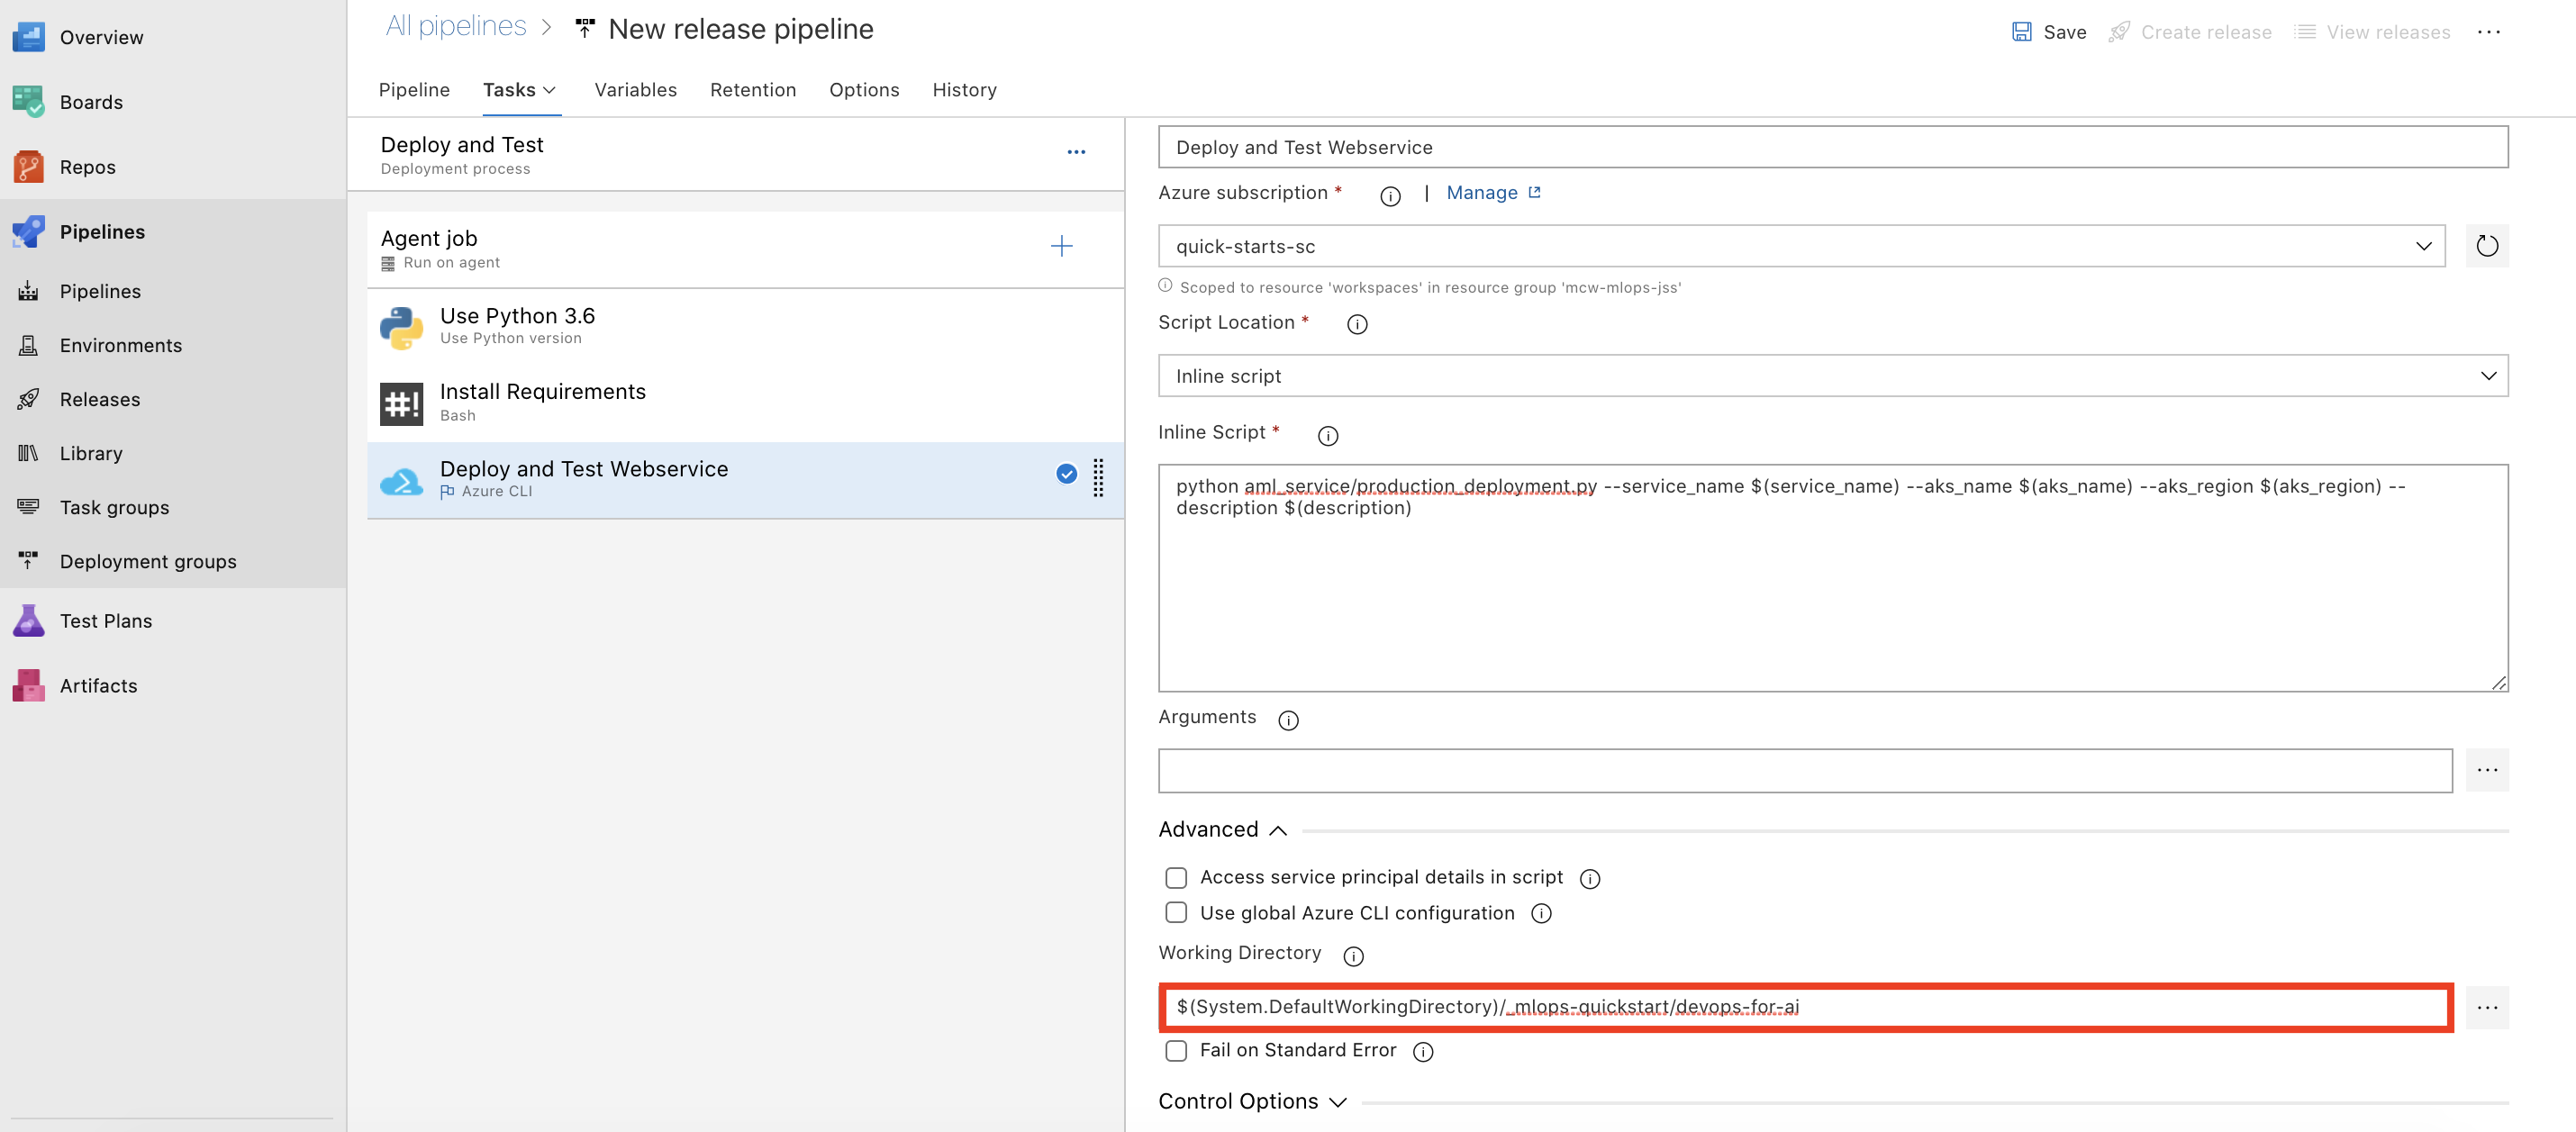 Overview
Boards
Repos
Pipelines
Pipelines
Environments
Releases
Library
Task groups
Deployment groups
Test Plans
Artifacts
All pipelines > New release pipeline
Save Create release View releases ...
Pipeline Tasks Variables Retention Options History
Deploy and Test
Deployment process
Agent job
Run on agent
Use Python 3.6
Use Python version
#! Install Requirements
Bash
Deploy and Test Webservice
Azure CLI
Deploy and Test Webservice
Azure subscription * | Manage
quick-starts-sc
Scoped to resource 'workspaces' in resource group 'mcw-mlops-jss'
Script Location *
Inline script
Inline Script *
python aml_service/production_deployment.py --service_name $(service_name) --aks_name $(aks_name) --aks_region $(aks_region) --
description $(description)
Arguments
Advanced
Access service principal details in script
Use global Azure CLI configuration
Working Directory
$(System.DefaultWorkingDirectory)/_mlops-quickstart/devops-for-ai
Fail on Standard Error
Control Options